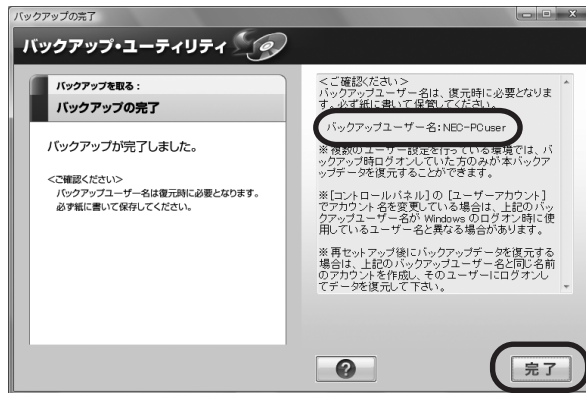 バックアップの完了
バックアップ・ユーティリティ
バックアップを取る：
バックアップの完了
バックアップが完了しました。
<ご確認ください>
バックアップユーザー名は復元時に必要となります。
必ず紙に書いて保存してください。
<ご確認ください>
バックアップユーザー名は、復元時に必要となりま
す。必ず紙に書いて保管してください。
バックアップユーザー名：NEC-PCuser
※複数のユーザー設定を行っている環境では、バ
ックアップ時ログオンしていた方のみが本バックア
ップデータを復元することができます。
※[コントロールパネル]の[ユーザーアカウント]
でアカウント名を変更している場合は、上記のバッ
クアップユーザー名が Windows のログオン時に使
用しているユーザー名と異なる場合があります。
※再セットアップ後にバックアップデータを復元する
場合は、上記のバックアップユーザー名と同じ名前
のアカウントを作成し、そのユーザーにログオンし
てデータを復元して下さい。
?
完了